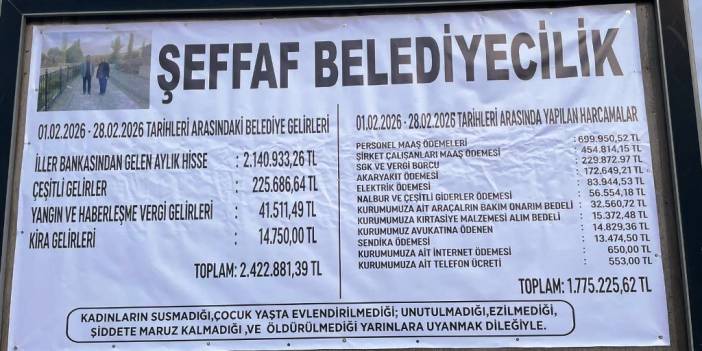 ŞEFFAF BELEDİYECİLİK
01.02.2026 - 28.02.2026 TARİHLERİ ARASINDAKİ BELEDİYE GELİRLERİ
İLLER BANKASINDAN GELEN AYLIK HİSSE : 2.140.933,26 TL
ÇEŞİTLİ GELİRLER : 225.686,64 TL
YANGIN VE HABERLEŞME VERGİ GELİRLERİ : 41.511,49 TL
KİRA GELİRLERİ : 14.750,00 TL
TOPLAM: 2.422.881,39 TL
01.02.2026 - 28.02.2026 TARİHLERİ ARASINDA YAPILAN HARCAMALAR
PERSONEL MAAŞ ÖDEMELERİ :699.950,52 TL
ŞİRKET ÇALIŞANLARI MAAŞ ÖDEMESİ : 454.814,15 TL
SGK VE VERGİ BORCU : 229.872,97 TL
AKARYAKIT ÖDEMESİ : 172.649,21 TL
ELEKTRİK ÖDEMESİ : 83.944,53 TL
NALBUR VE ÇEŞİTLİ GİDERLER ÖDEMESİ : 56.554,18 TL
KURUMUMUZA AİT ARAÇALRIN BAKIM ONARIM BEDELİ : 32.560,72 TL
KURUMUMUZA KIRTASİYE MALZEMESİ ALIM BEDELİ : 15.372,48 TL
KURUMUZ AVUKATINA ÖDENEN : 14.829,36 TL
SENDİKA ÖDEMESİ : 13.474,50 TL
KURUMUMUZA AİT İNTERNET ÖDEMESİ : 650,00 TL
KURUMUMUZA AİT TELEFON ÜCRETİ : 553,00 TL
TOPLAM: 1.775.225,62 TL
KADINLARIN SUSMADIĞI,ÇOCUK YAŞTA EVLENDİRİLMEDİĞİ; UNUTULMADIĞI,EZİLMEDİĞİ,
ŞİDDETE MARUZ KALMADIĞI ,VE ÖLDÜRÜLMEDİĞİ YARINLARA UYANMAK DİLEĞİYLE.